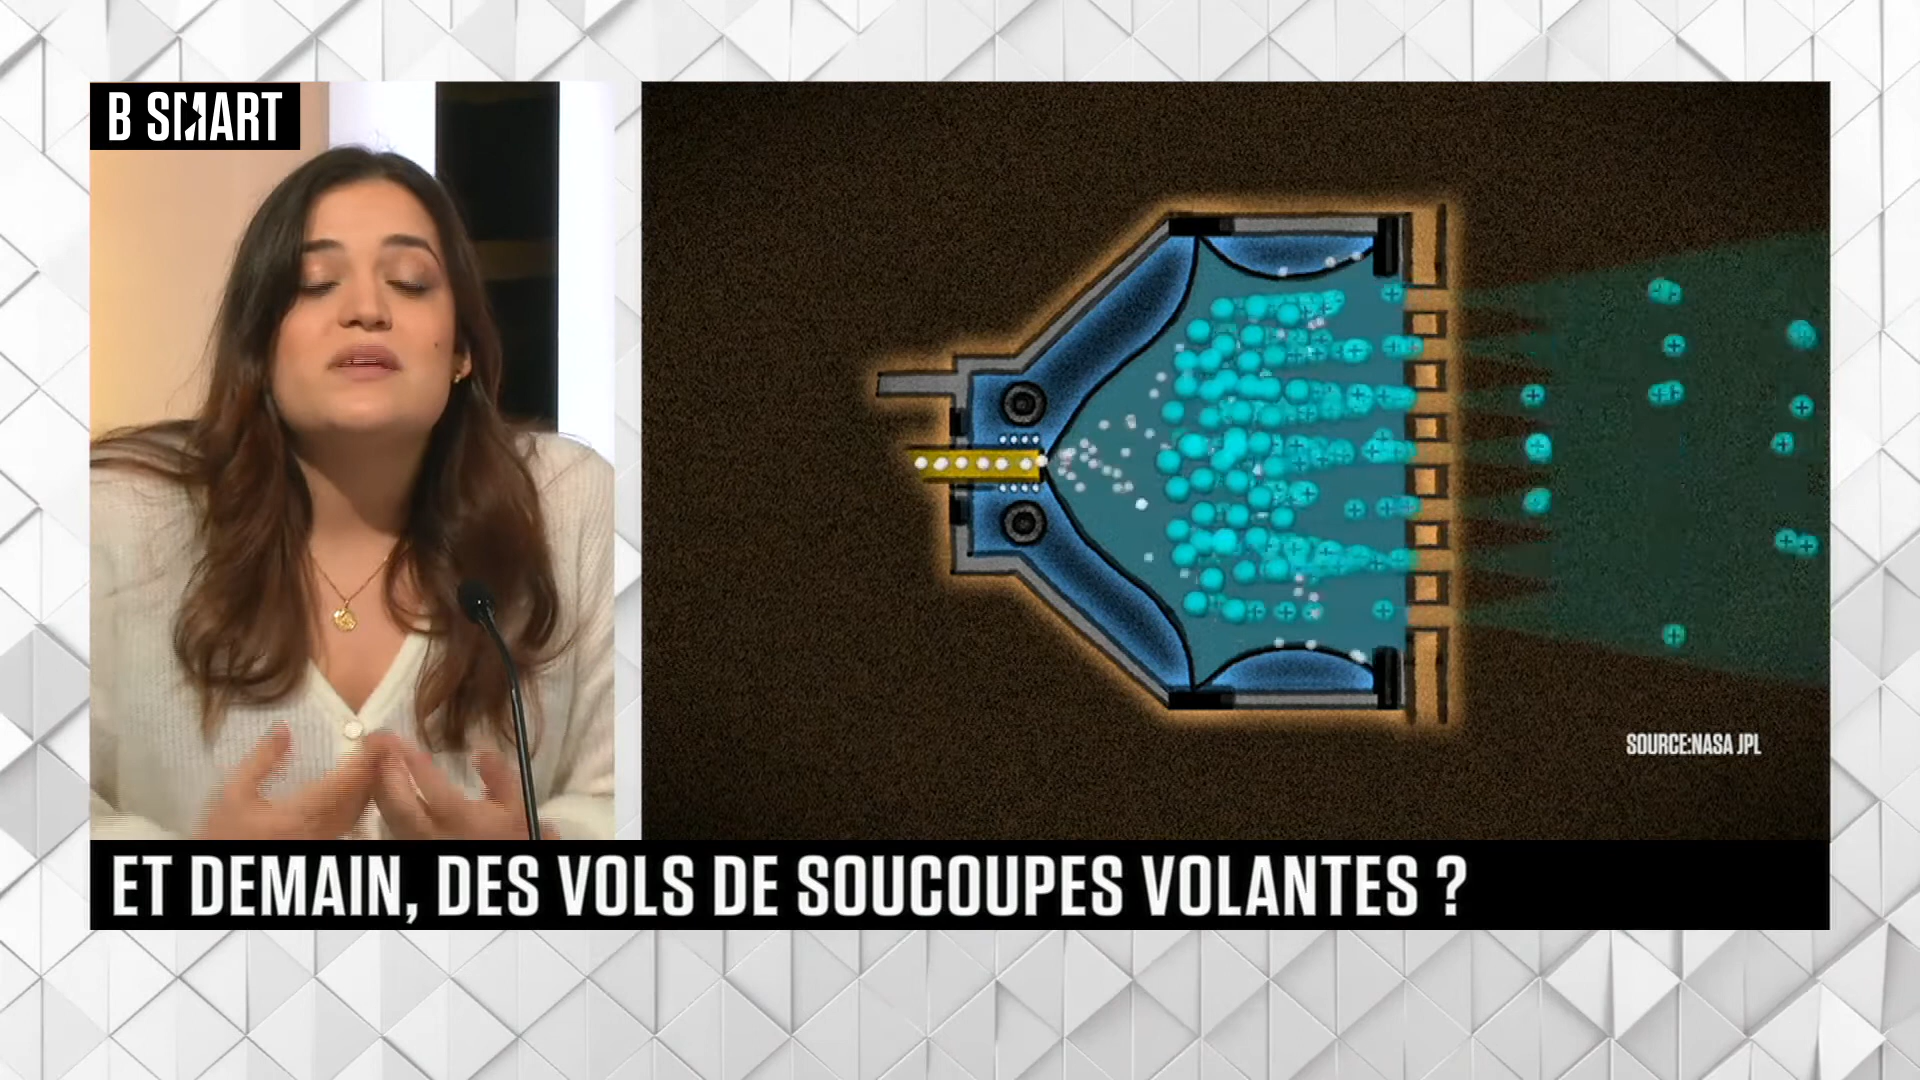 B SMART
SOURCE:NASA JPL
ET DEMAIN, DES VOLS DE SOUCOUPES VOLANTES ?